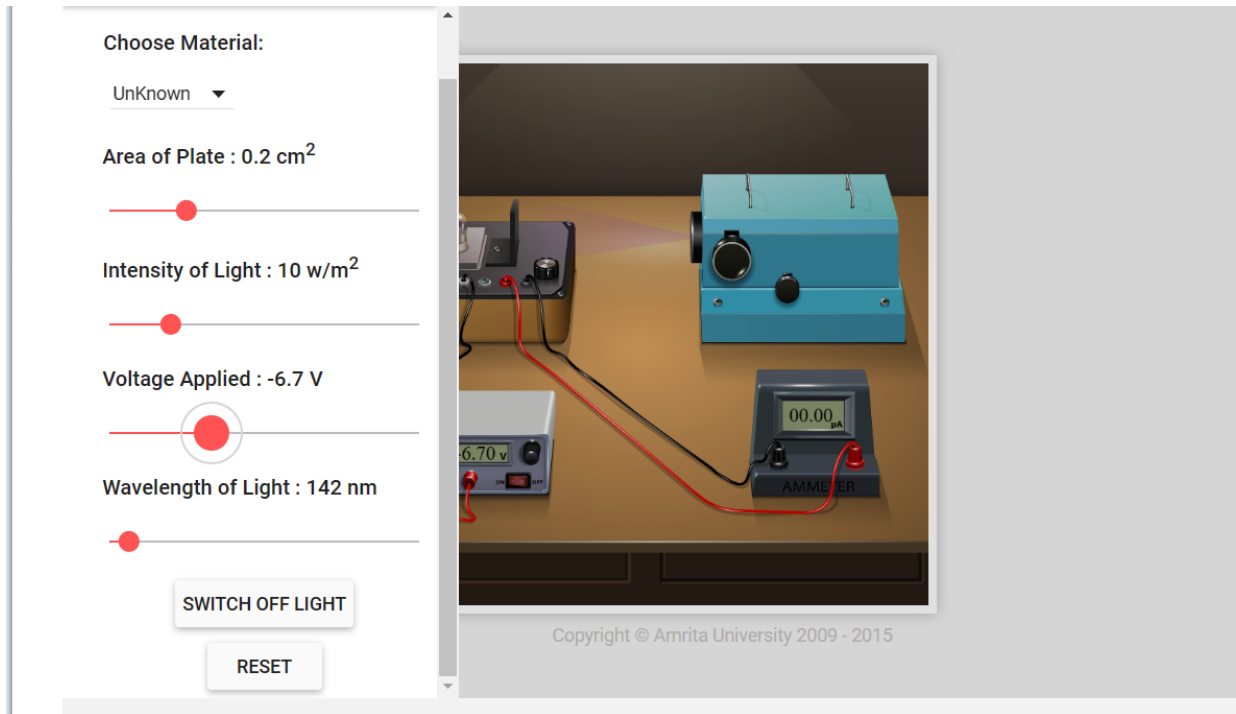 Choose Material:
UnKnown
Area of Plate : 0.2 cm2
Intensity of Light : 10 w/m2
Voltage Applied : -6.7 V
Wavelength of Light : 142 nm
SWITCH OFF LIGHT
RESET
00.00 μA
-6.70 v
ON OFF
AMMETER
Copyright © Amrita University 2009 - 2015